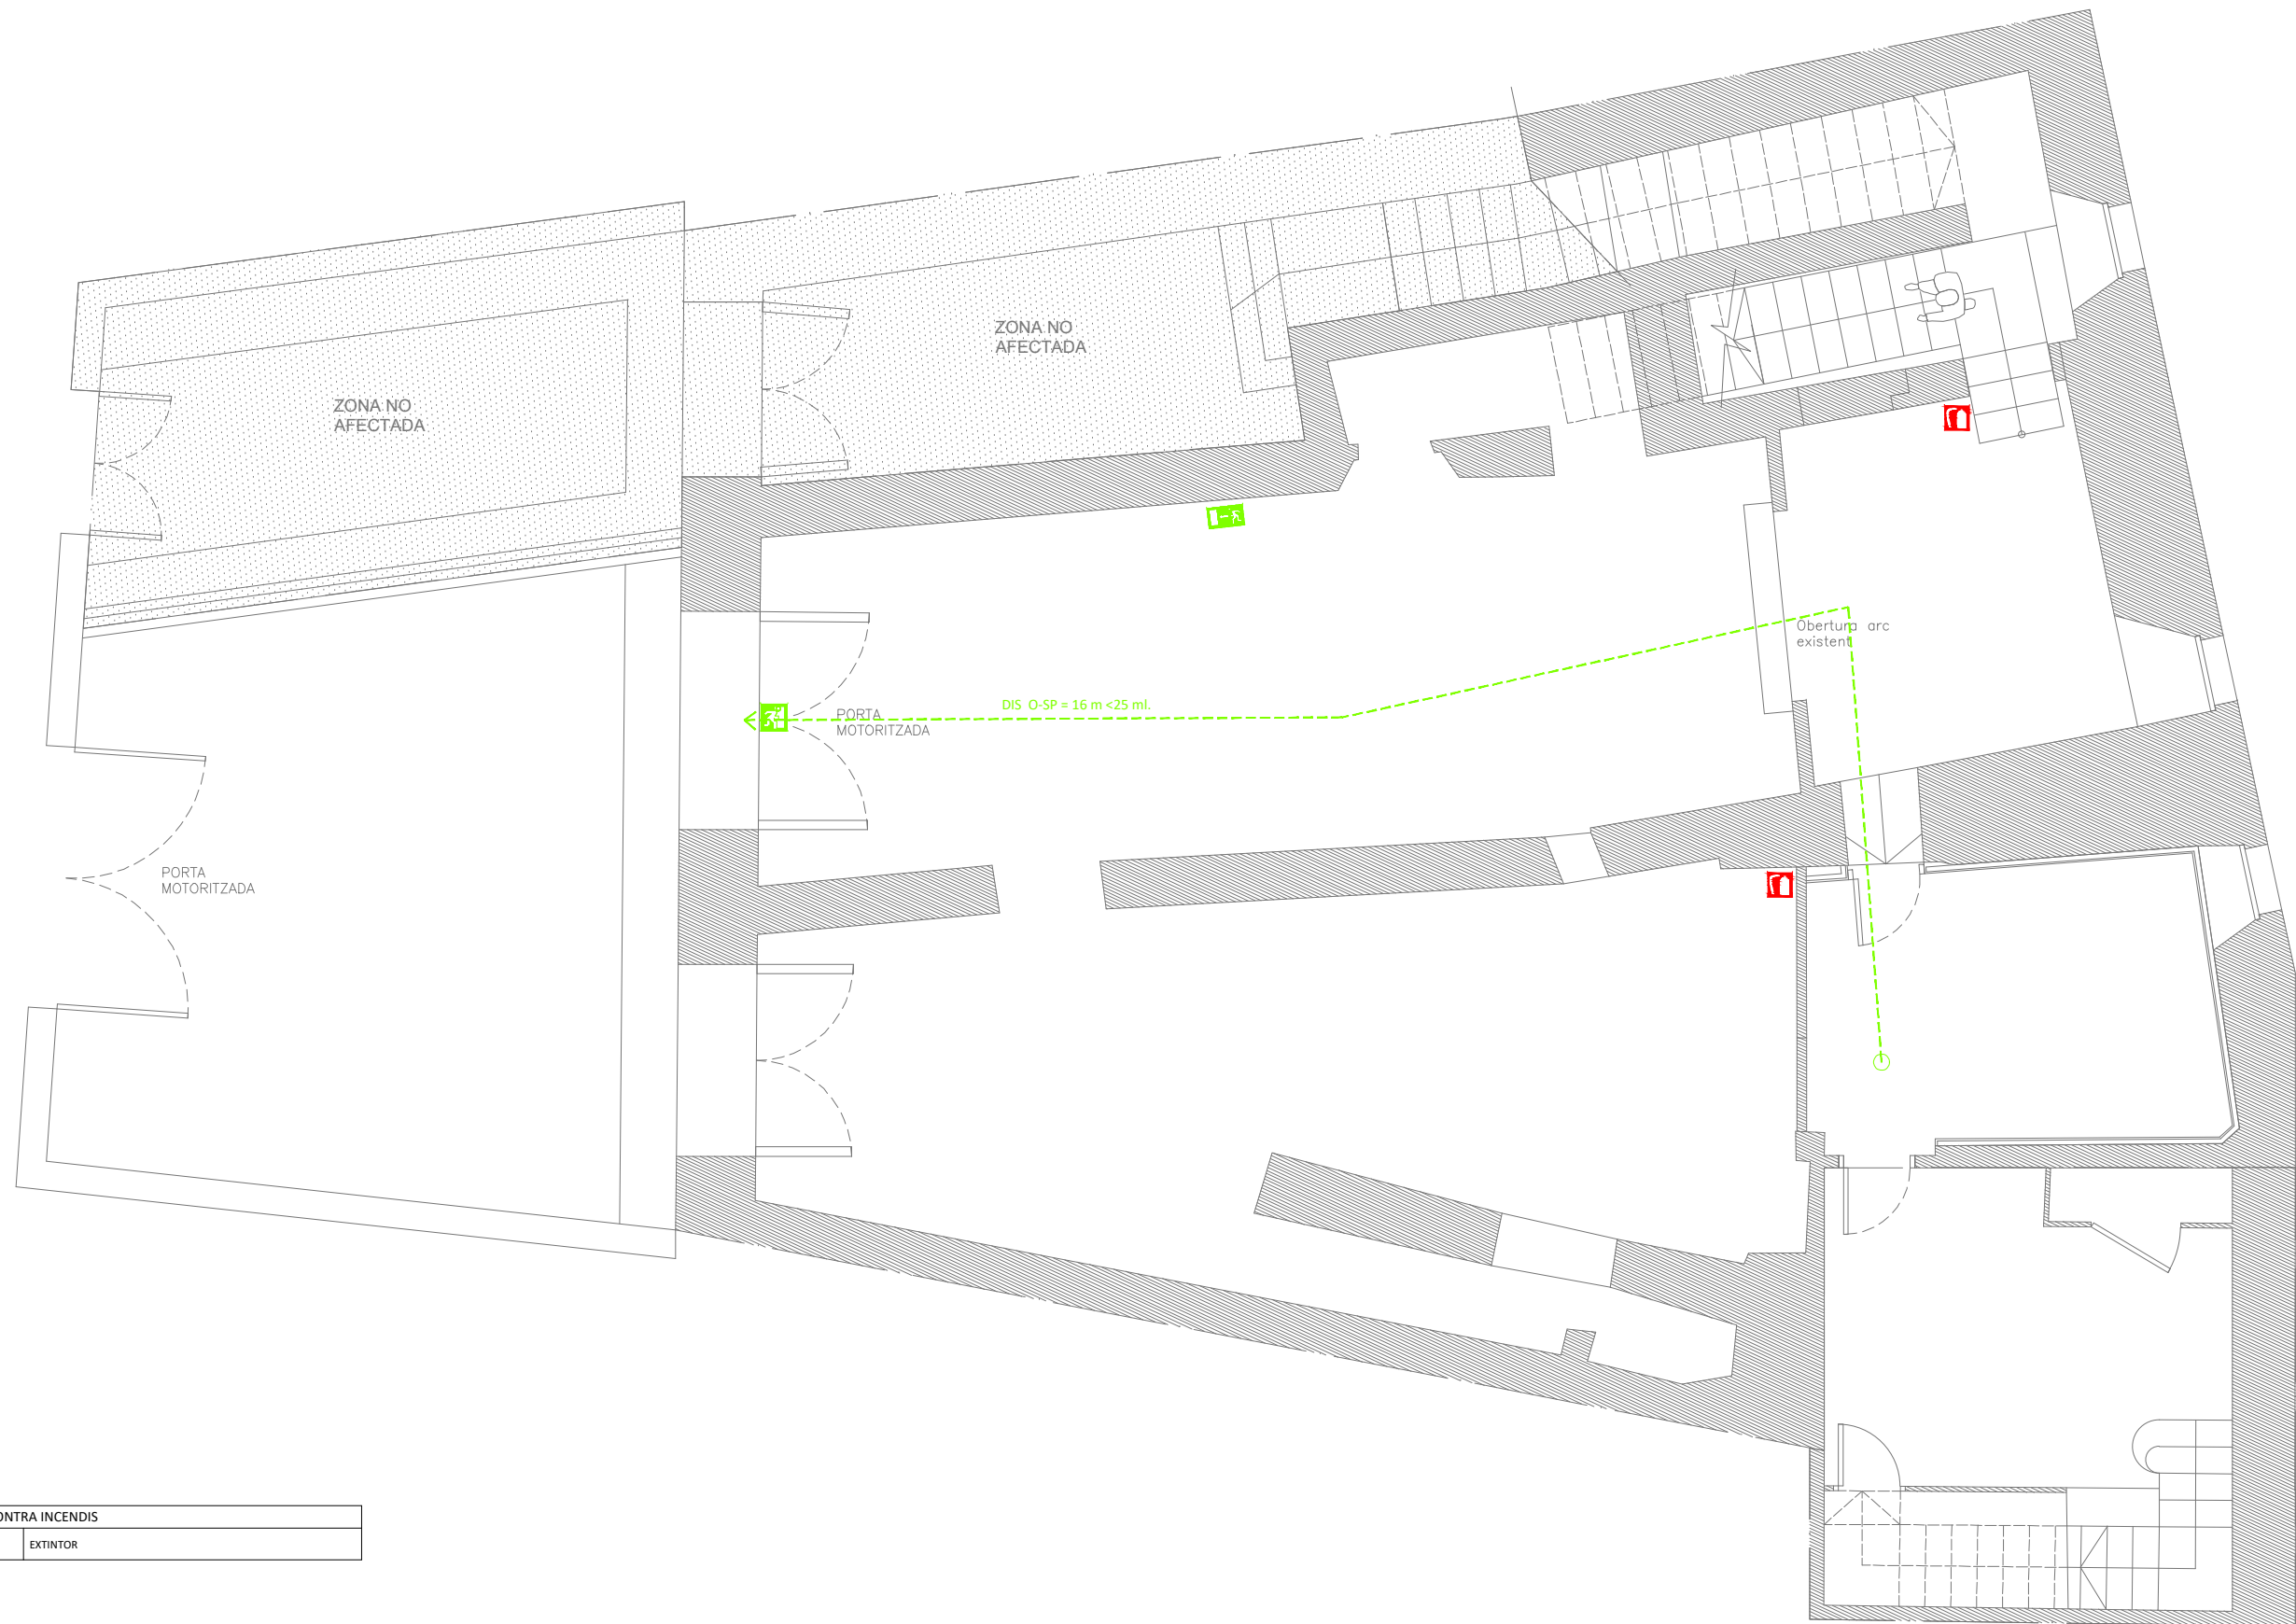 ZONA NO
AFECTADA
ZONA NO
AFECTADA
Obertura arc
existent
DIS O-SP = 16 m <25 ml.
PORTA
MOTORITZADA
PORTA
MOTORITZADA
INCENDIS
EXTINTOR